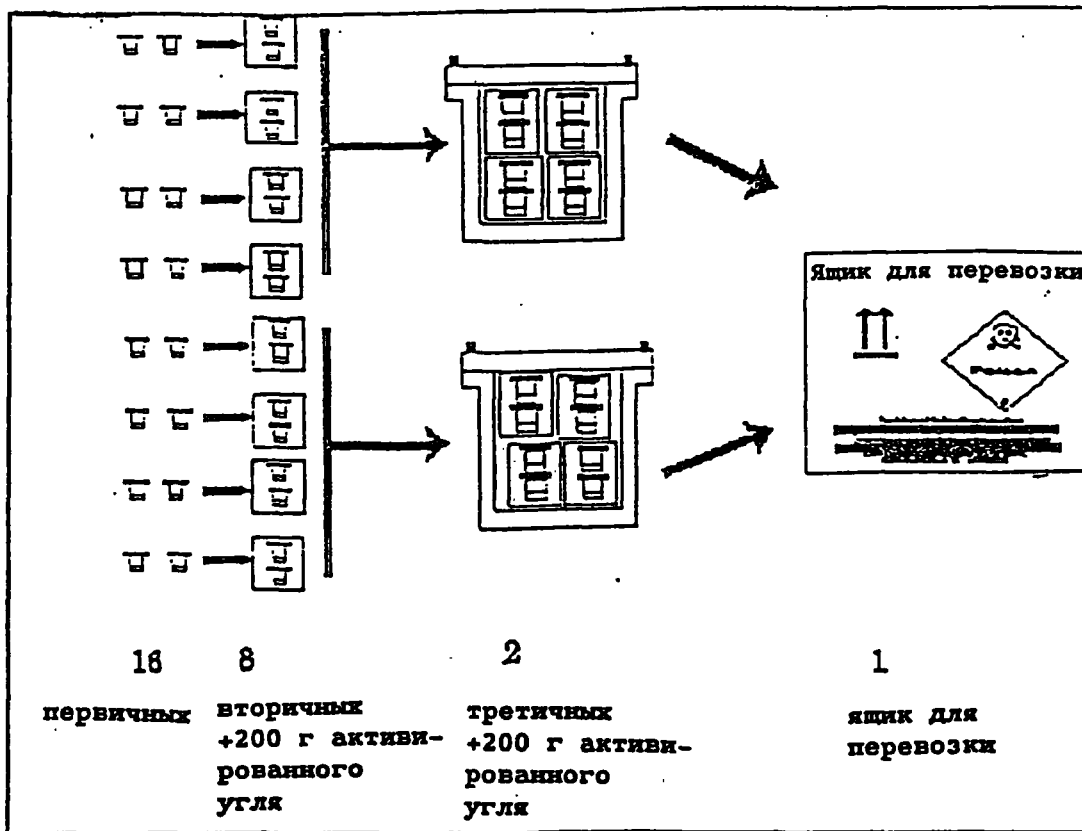 Ящик для перевозки
Poison
16
8
2
1
первичных
вторичных
+200 г активи-
рованного
угля
третичных
+200 г активи-
рованного
угля
ящик для
перевозки